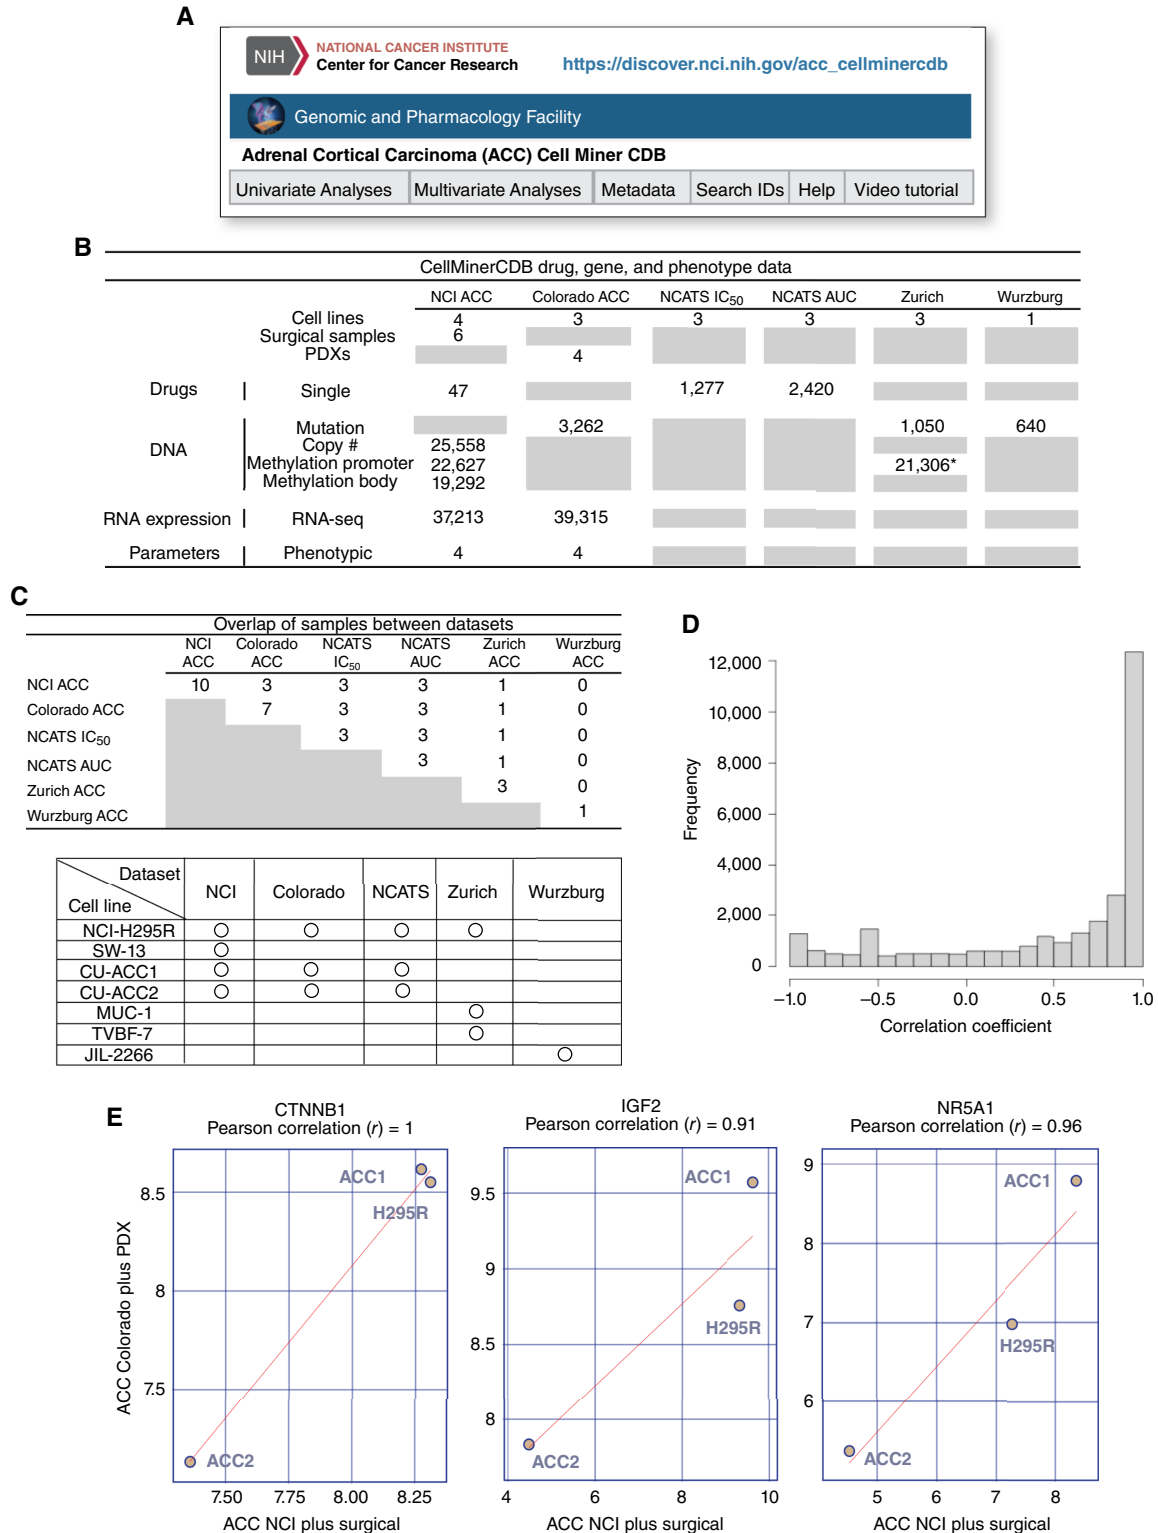 A
NIH
NATIONAL CANCER INSTITUTE
Center for Cancer Research
https://discover.nci.nih.gov/acc_cellminercdb
Genomic and Pharmacology Facility
Adrenal Cortical Carcinoma (ACC) Cell Miner CDB
Univariate Analyses Multivariate Analyses Metadata Search IDs Help Video tutorial
B
CellMinerCDB drug, gene, and phenotype data
NCI ACC Colorado ACC NCATS IC50 NCATS AUC Zurich Wurzburg
Cell lines 4 3 3 3 3 1
Surgical samples 6
PDXs 4
Drugs Single 47 1,277 2,420
Mutation 3,262 1,050 640
DNA
Copy # 25,558
Methylation promoter 22,627 21,306*
Methylation body 19,292
RNA expression RNA-seq 37,213 39,315
Parameters Phenotypic 4 4
C
Overlap of samples between datasets
NCI ACC Colorado ACC NCATS IC50 NCATS AUC Zurich ACC Wurzburg ACC
NCI ACC 10 3 3 3 1 0
Colorado ACC 7 3 3 1 0
NCATS IC50 3 3 1 0
NCATS AUC 3 1 0
Zurich ACC 3 0
Wurzburg ACC 1
Dataset
Cell line
NCI Colorado NCATS Zurich Wurzburg
NCI-H295R
SW-13
CU-ACC1
CU-ACC2
MUC-1
TVBF-7
JIL-2266
D
Frequency
12,000
10,000
8,000
6,000
4,000
2,000
0
–1.0 –0.5 0.0 0.5 1.0
Correlation coefficient
E
CTNNB1
Pearson correlation (r) = 1
ACC Colorado plus PDX
8.5
8
7.5
ACC1
H295R
ACC2
7.50 7.75 8.00 8.25
ACC NCI plus surgical
IGF2
Pearson correlation (r) = 0.91
9.5
9
8.5
8
ACC1
H295R
ACC2
4 6 8 10
ACC NCI plus surgical
NR5A1
Pearson correlation (r) = 0.96
9
8
7
6
ACC1
H295R
ACC2
5 6 7 8
ACC NCI plus surgical